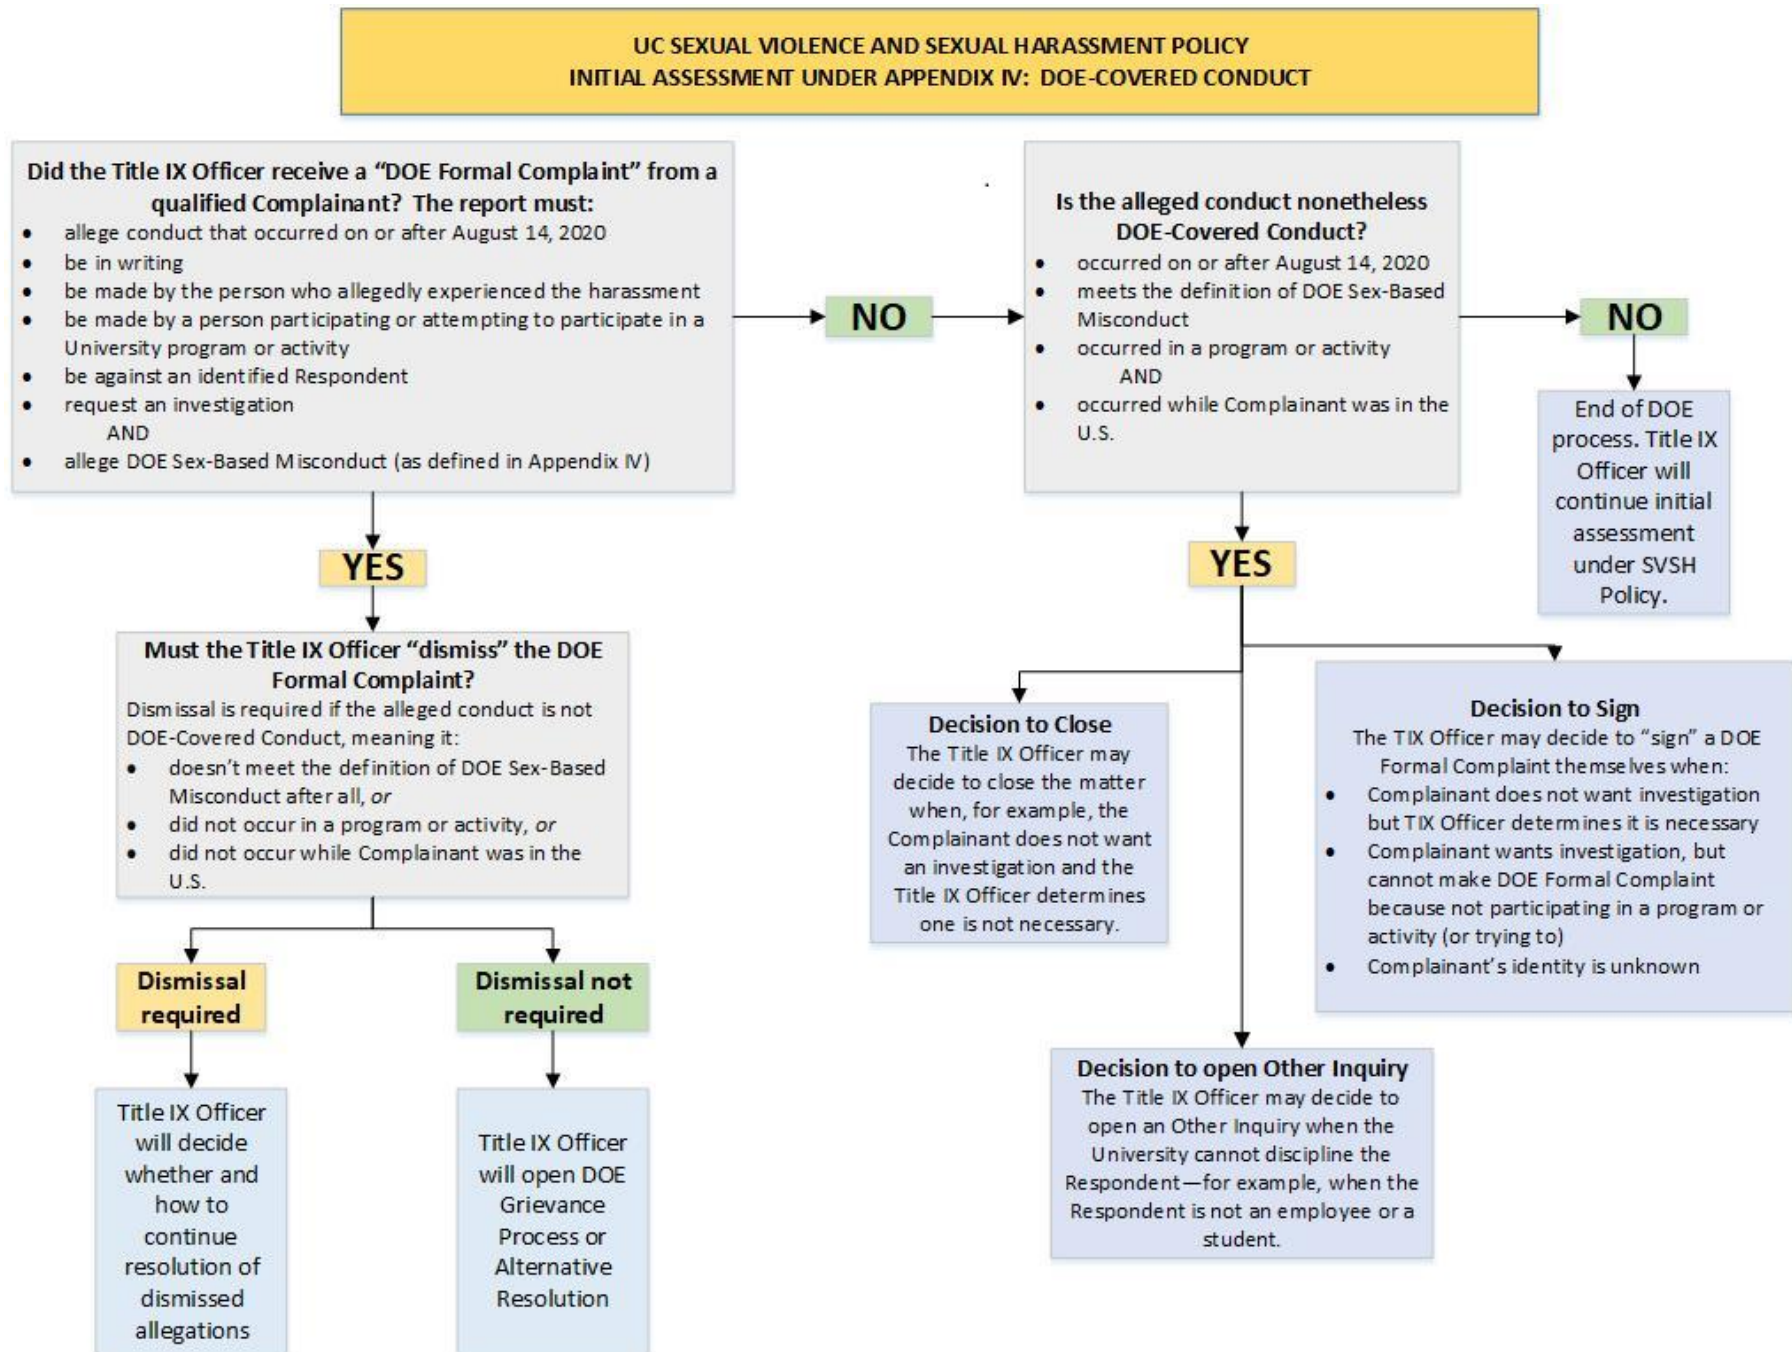 UC SEXUAL VIOLENCE AND SEXUAL HARASSMENT POLICY
INITIAL ASSESSMENT UNDER APPENDIX IV: DOE-COVERED CONDUCT
Did the Title IX Officer receive a “DOE Formal Complaint” from a
qualified Complainant? The report must:
• allege conduct that occurred on or after August 14, 2020
• be in writing
• be made by the person who allegedly experienced the harassment
• be made by a person participating or attempting to participate in a
University program or activity
• be against an identified Respondent
• request an investigation
AND
• allege DOE Sex-Based Misconduct (as defined in Appendix IV)
NO
Is the alleged conduct nonetheless
DOE-Covered Conduct?
• occurred on or after August 14, 2020
• meets the definition of DOE Sex-Based
Misconduct
• occurred in a program or activity
AND
• occurred while Complainant was in the
U.S.
NO
End of DOE
process. Title IX
Officer will
continue initial
assessment
under SVSH
Policy.
YES
Must the Title IX Officer “dismiss” the DOE
Formal Complaint?
Dismissal is required if the alleged conduct is not
DOE-Covered Conduct, meaning it:
• doesn’t meet the definition of DOE Sex-Based
Misconduct after all, or
• did not occur in a program or activity, or
• did not occur while Complainant was in the
U.S.
Dismissal
required
Dismissal not
required
Title IX Officer
will decide
whether and
how to
continue
resolution of
dismissed
allegations
Title IX Officer
will open DOE
Grievance
Process or
Alternative
Resolution
YES
Decision to Close
The Title IX Officer may
decide to close the matter
when, for example, the
Complainant does not want
an investigation and the
Title IX Officer determines
one is not necessary.
Decision to Sign
The TIX Officer may decide to “sign” a DOE
Formal Complaint themselves when:
• Complainant does not want investigation
but TIX Officer determines it is necessary
• Complainant wants investigation, but
cannot make DOE Formal Complaint
because not participating in a program or
activity (or trying to)
• Complainant’s identity is unknown
Decision to open Other Inquiry
The Title IX Officer may decide to
open an Other Inquiry when the
University cannot discipline the
Respondent—for example, when the
Respondent is not an employee or a
student.